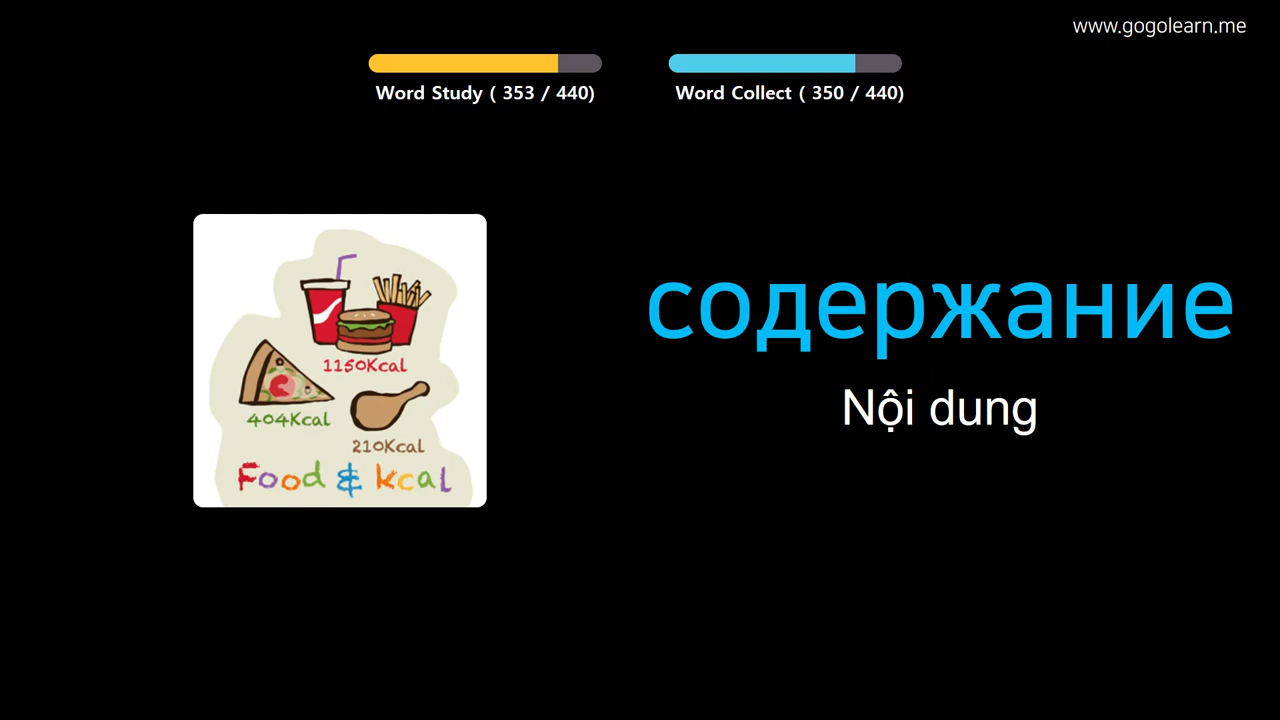 www.gogolearn.me
Word Study ( 353 / 440)
Word Collect ( 350 / 440)
1150Kcal
404Kcal
210Kcal
Food & kcal
содержание
Nội dung